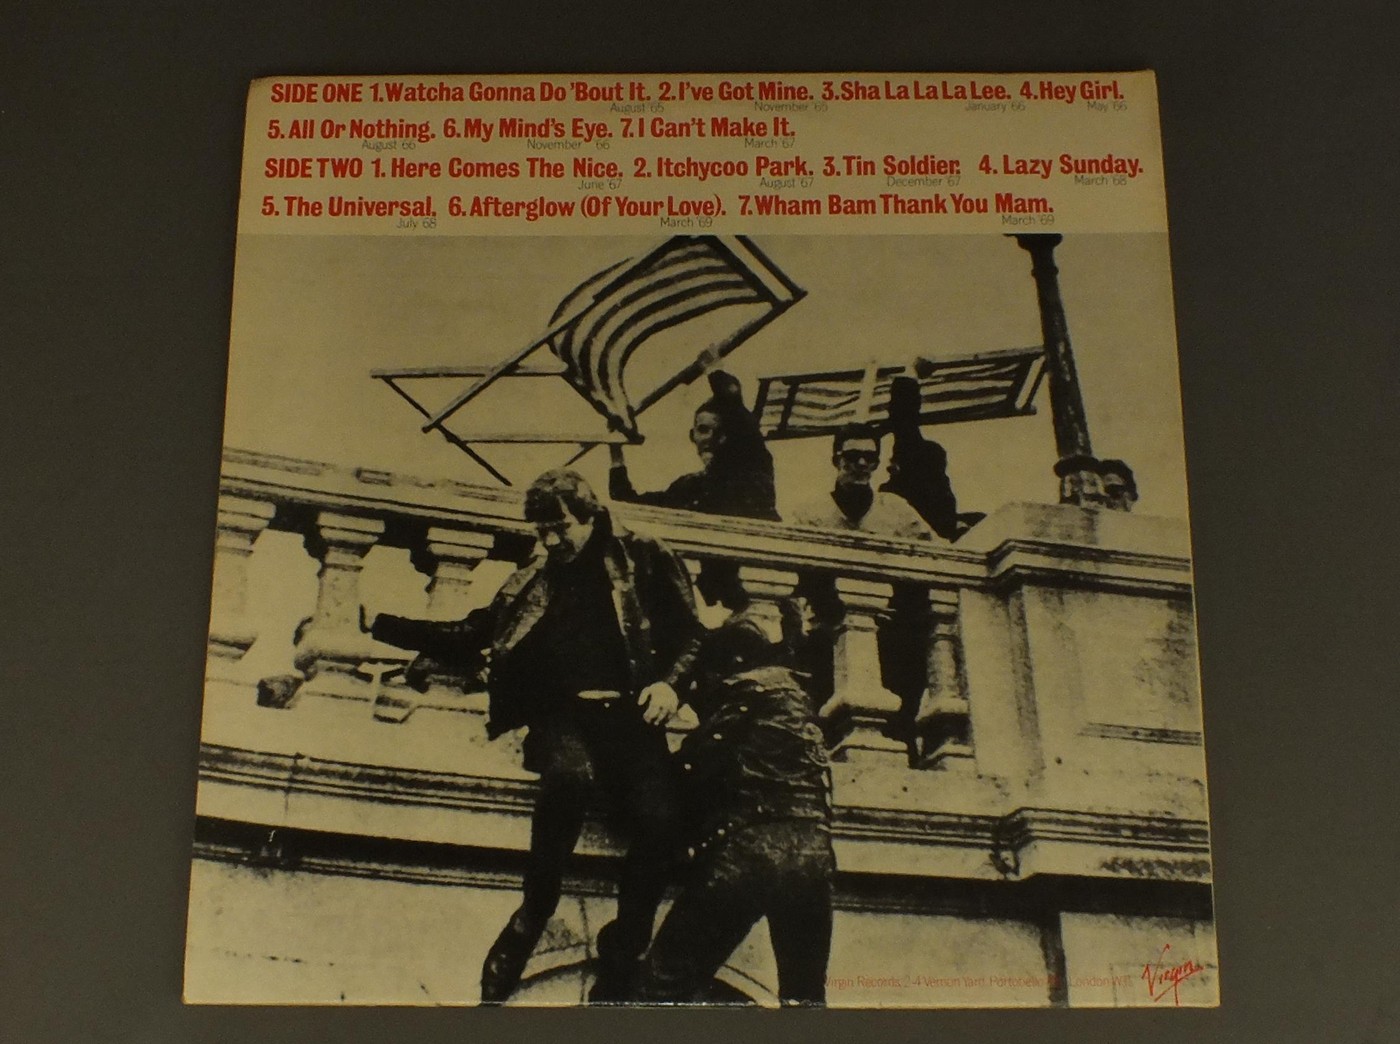 SIDE ONE 1.Watcha Gonna Do 'Bout It. 2.I've Got Mine. 3.Sha La La La Lee. 4.Hey Girl.
August '65 November '65 January '66 May '66
5. All Or Nothing. 6.My Mind's Eye. 7.I Can't Make It.
August '66 November '66 March '67
SIDE TWO 1. Here Comes The Nice. 2. Itchycoo Park. 3.Tin Soldier. 4. Lazy Sunday.
June '67 August '67 December '67 March '68
5. The Universal. 6.Afterglow (Of Your Love). 7.Wham Bam Thank You Mam.
July '68 March '69 March '69
Virgin Records, 2-4 Vernon Yard, Portobello London
Virgin